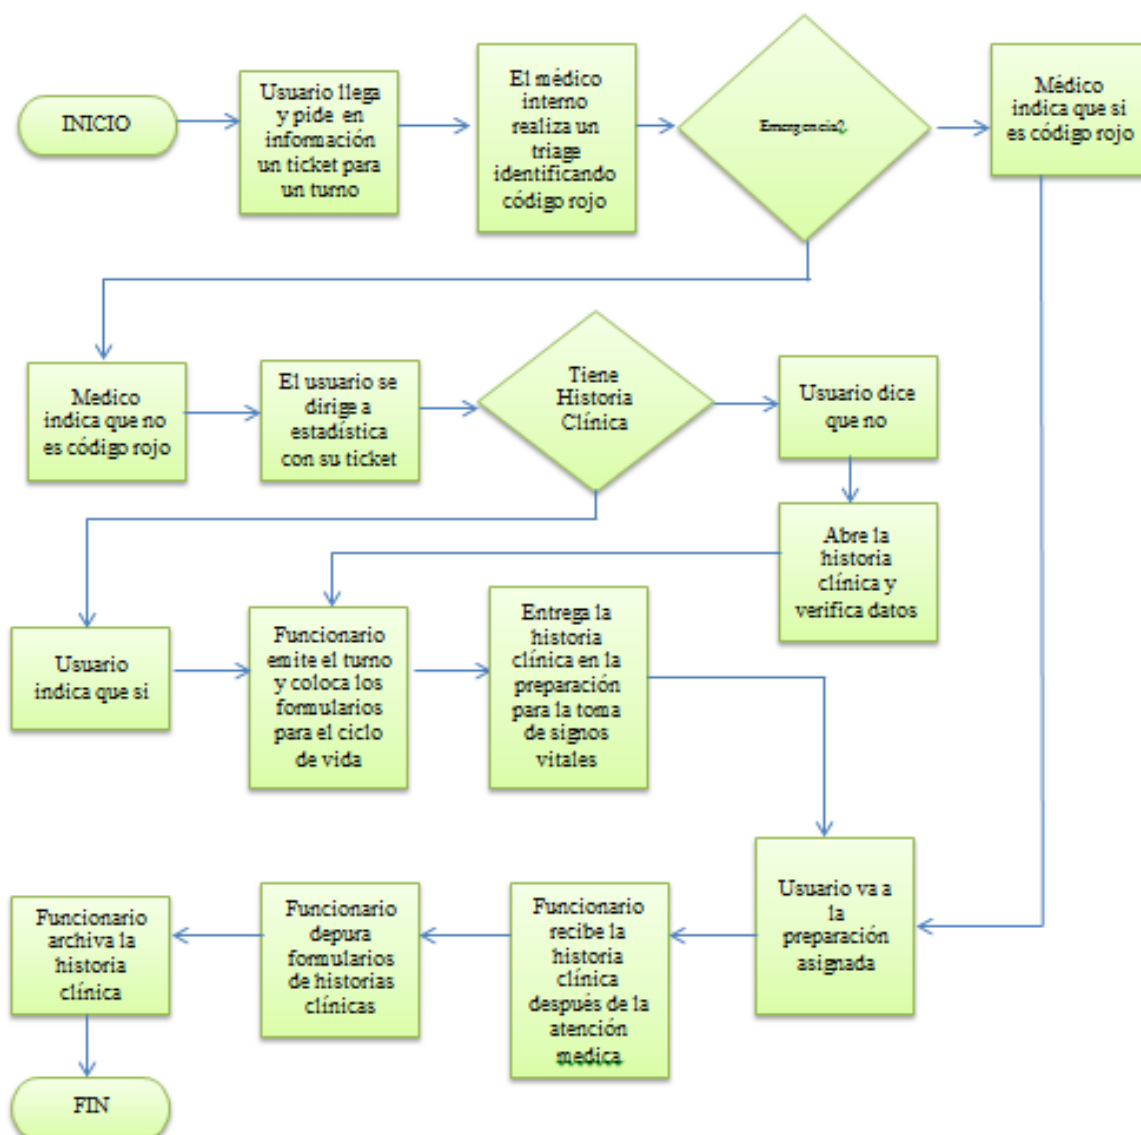 INICIO
Usuario llega
y pide en
información
un ticket para
un turno
El médico
interno
realiza un
triage
identificando
código rojo
Emergencia?
Médico
indica que si
es código rojo
Medico
indica que no
es código rojo
El usuario se
dirige a
estadística
con su ticket
Tiene
Historia
Clínica
Usuario dice
que no
Abre la
historia
clínica y
verifica datos
Usuario
indica que si
Funcionario
emite el turno
y coloca los
formularios
para el ciclo
de vida
Entrega la
historia
clínica en la
preparación
para la toma
de signos
vitales
Usuario va a
la
preparación
asignada
Funcionario
recibe la
historia
clínica
después de la
atención
medica
Funcionario
depura
formularios
de historias
clínicas
Funcionario
archiva la
historia
clínica
FIN